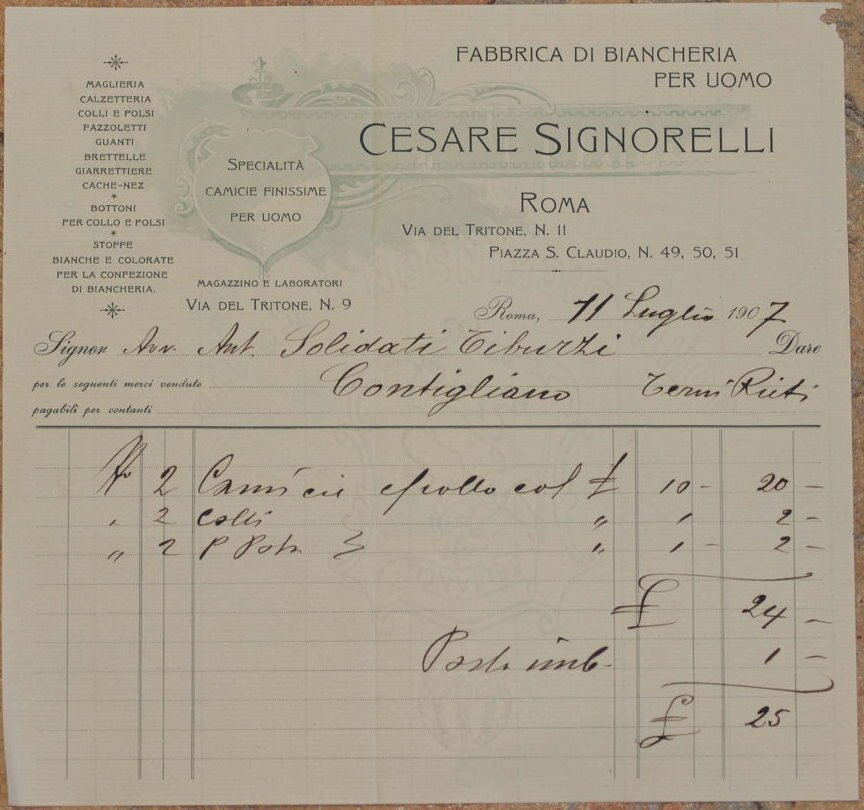 FABBRICA DI BIANCHERIA
PER UOMO
CESARE SIGNORELLI
ROMA
VIA DEL TRITONE, N. 11
PIAZZA S. CLAUDIO, N. 49, 50, 51
MAGLIERIA
CALZETTERIA
COLLI E POLSI
FAZZOLETTI
GUANTI
BRETTELLE
GIARRETTIERE
CACHE-NEZ
*
BOTTONI
PER COLLO E POLSI
*
STOFFE
BIANCHE E COLORATE
PER LA CONFEZIONE
DI BIANCHERIA.
SPECIALITÀ
CAMICIE FINISSIME
PER UOMO
MAGAZZINO E LABORATORI
VIA DEL TRITONE, N. 9
Roma, 11 Luglio 1907
Signor Avv. Ant. Solidati Tiburzi Dare
per le seguenti merci vendute Contigliano Terni Rieti
pagabili per contanti
2 Camicie col £ 10 - 20 -
" 2 Colli " 1 2 -
" 2 P " 1 - 2 -
£ 24 -
imb. 1 -
£ 25